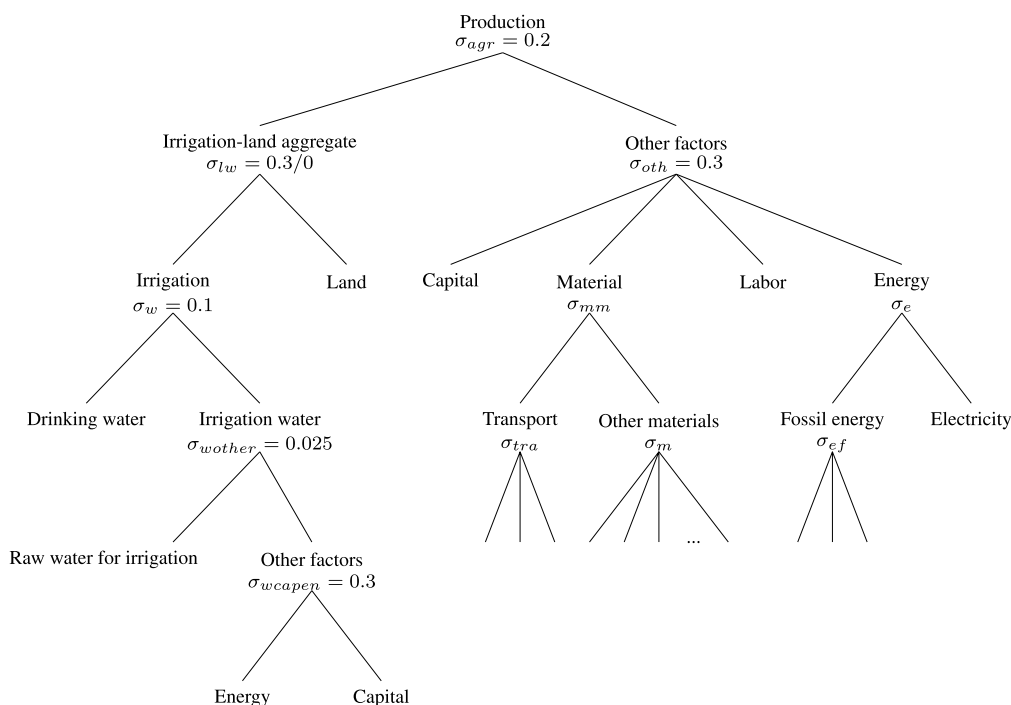 Production
σ_agr = 0.2
Irrigation-land aggregate
σ_lw = 0.3/0
Other factors
σ_oth = 0.3
Irrigation
σ_w = 0.1
Land
Capital
Material
σ_mm
Labor
Energy
σ_e
Drinking water
Irrigation water
σ_wother = 0.025
Transport
σ_tra
Other materials
σ_m
Fossil energy
σ_ef
Electricity
...
Raw water for irrigation
Other factors
σ_wcapen = 0.3
Energy
Capital